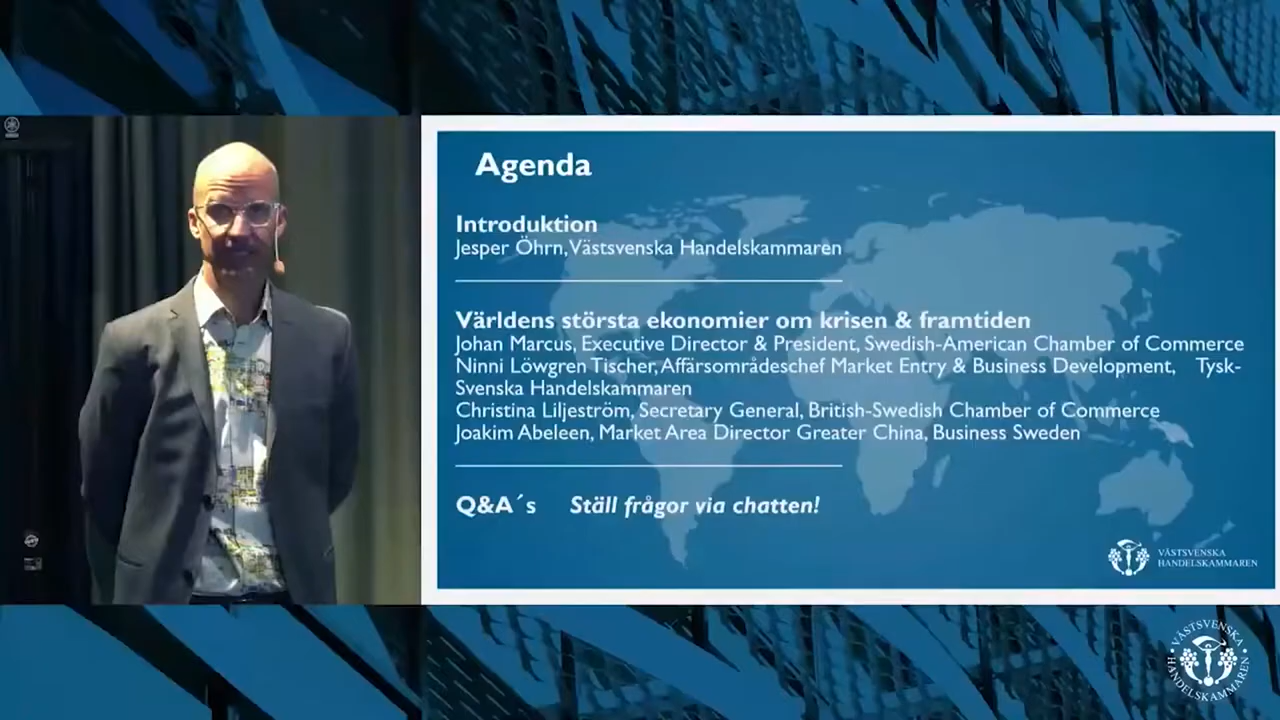 Agenda
Introduktion
Jesper Öhrn, Västsvenska Handelskammaren
Världens största ekonomier om krisen & framtiden
Johan Marcus, Executive Director & President, Swedish-American Chamber of Commerce
Ninni Löwgren Tischer, Affärsområdeschef Market Entry & Business Development, Tysk-
Svenska Handelskammaren
Christina Liljeström, Secretary General, British-Swedish Chamber of Commerce
Joakim Abeleen, Market Area Director Greater China, Business Sweden
Q&A´s Ställ frågor via chatten!
VÄSTSVENSKA
HANDELSKAMMAREN
VÄSTSVENSKA
HANDELSKAMMAREN